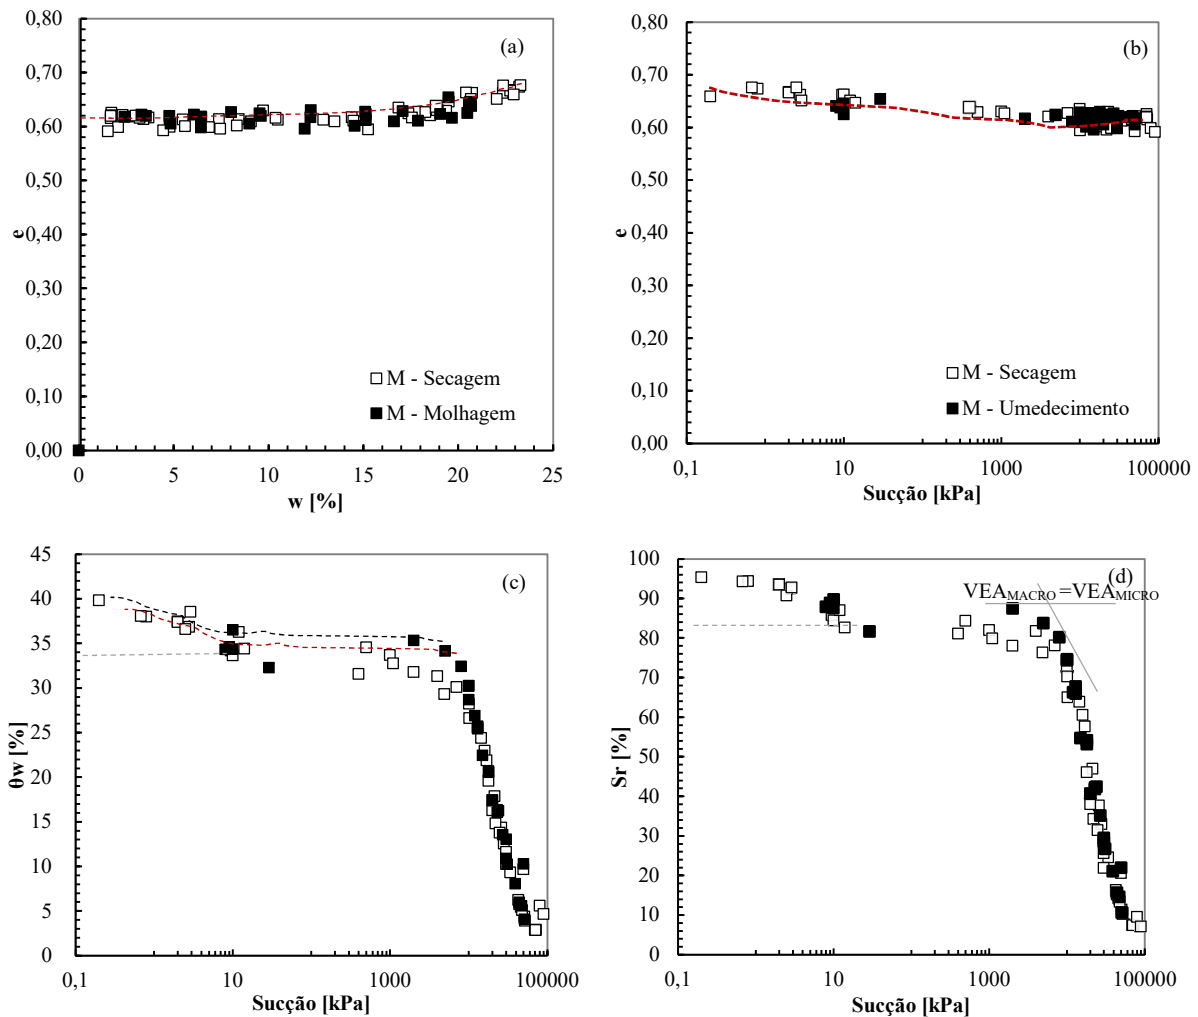 0,80
0,70
0,60
0,50
0,40
0,30
0,20
0,10
0,00
e
(a)
M - Secagem
M - Molhagem
0 5 10 15 20 25
w [%]
0,80
0,70
0,60
0,50
0,40
0,30
0,20
0,10
0,00
e
(b)
M - Secagem
M - Umedecimento
0,1 10 1000 100000
Sucção [kPa]
45
40
35
30
25
20
15
10
5
0
θw [%]
(c)
0,1 10 1000 100000
Sucção [kPa]
100
90
80
70
60
50
40
30
20
10
0
Sr [%]
(d)
VEAMACRO =VEAMICRO
0,1 10 1000 100000
Sucção [kPa]